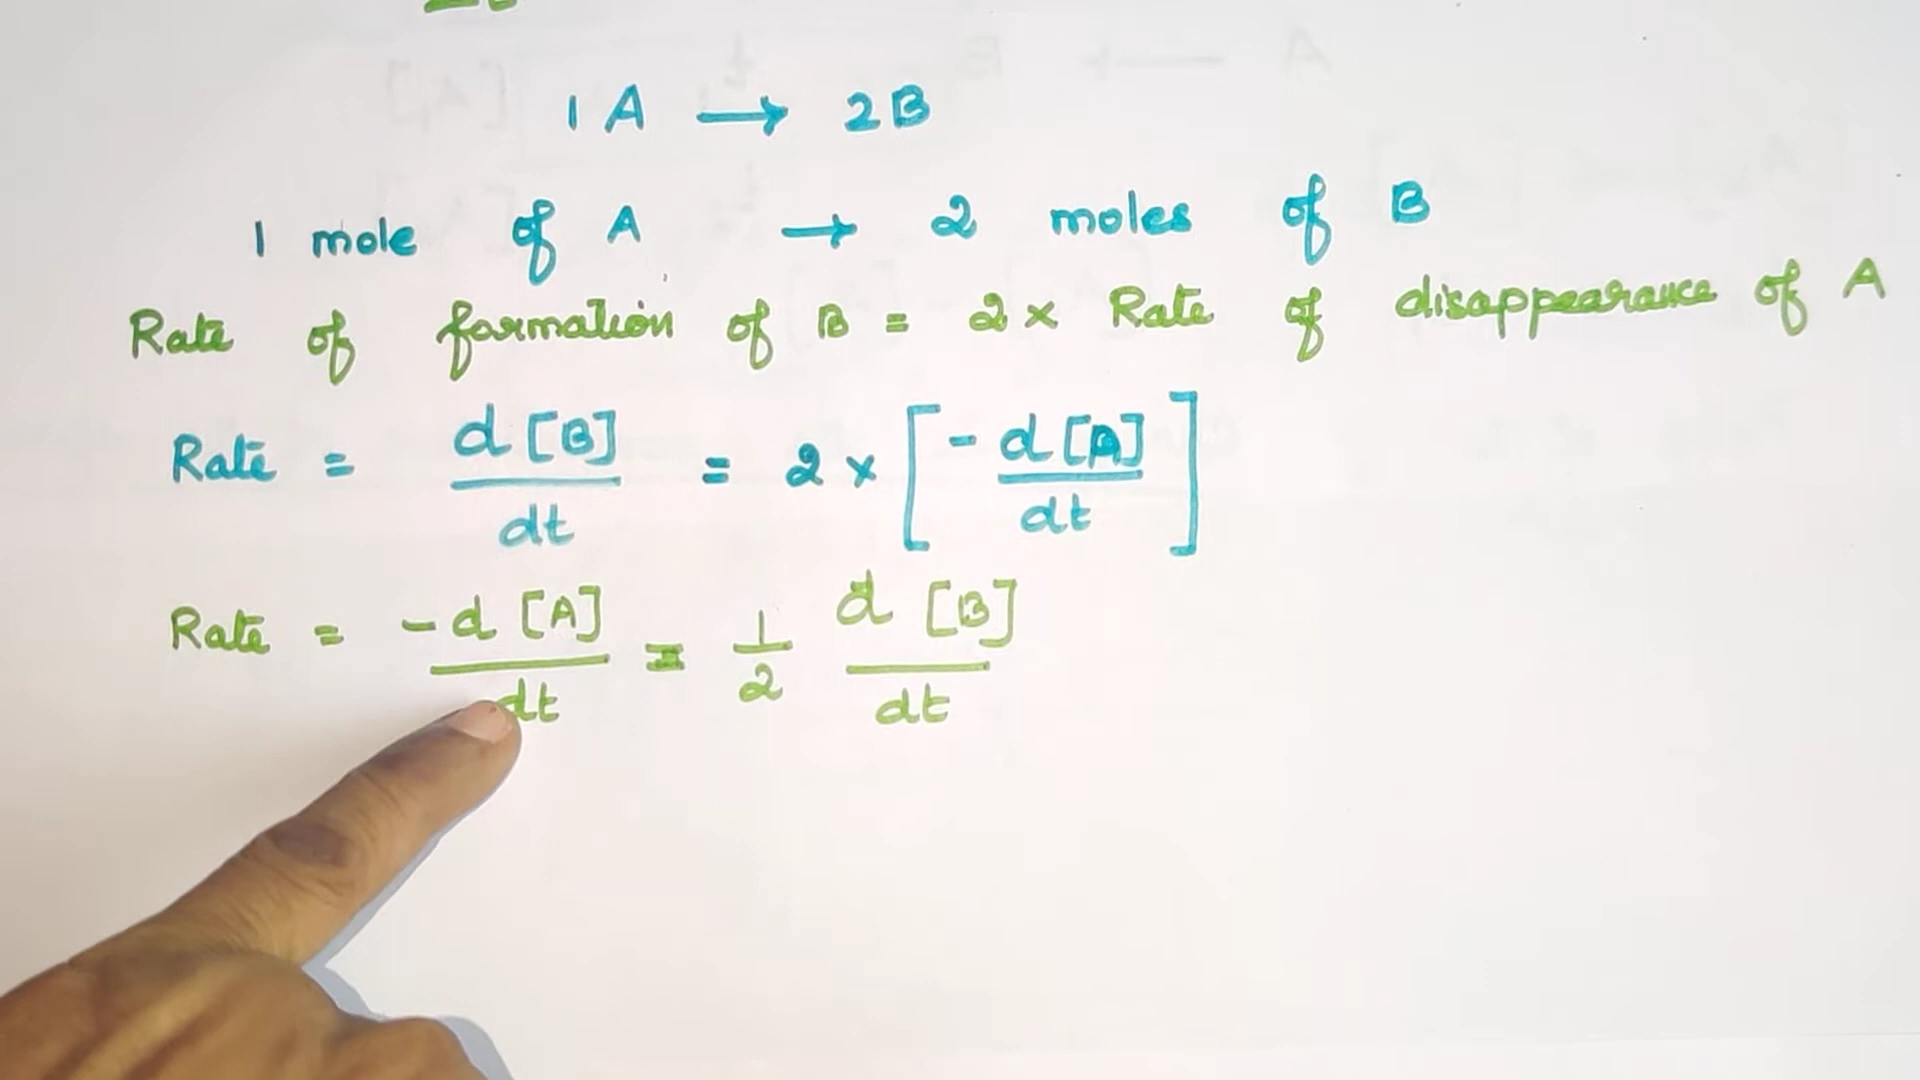 1 A → 2B
1 mole of A → 2 moles of B
Rate of formation of B = 2 × Rate of disappearance of A
Rate = d [B] / dt = 2 × [ - d [A] / dt ]
Rate = - d [A] / dt = 1/2 d [B] / dt